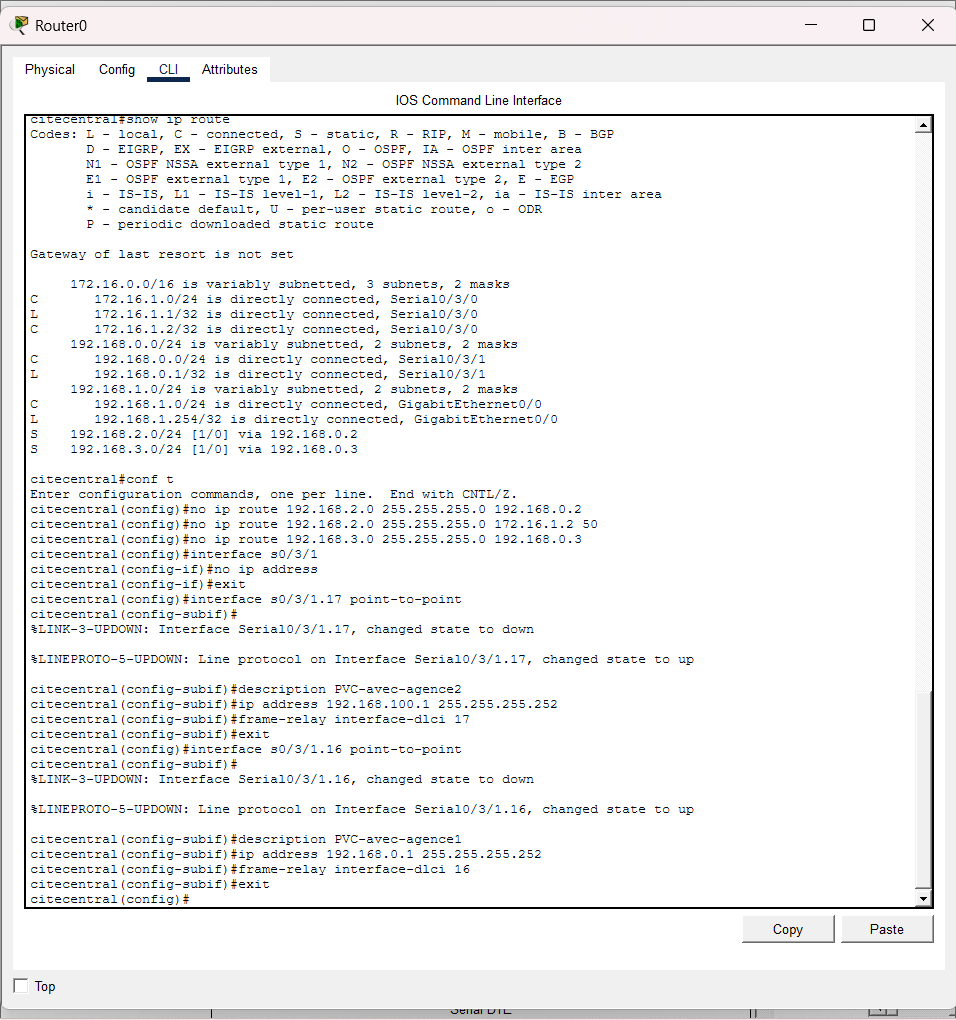 Router0
Physical Config CLI Attributes
IOS Command Line Interface
citecentral#show ip route
Codes: L - local, C - connected, S - static, R - RIP, M - mobile, B - BGP
D - EIGRP, EX - EIGRP external, O - OSPF, IA - OSPF inter area
N1 - OSPF NSSA external type 1, N2 - OSPF NSSA external type 2
E1 - OSPF external type 1, E2 - OSPF external type 2, E - EGP
i - IS-IS, L1 - IS-IS level-1, L2 - IS-IS level-2, ia - IS-IS inter area
* - candidate default, U - per-user static route, o - ODR
P - periodic downloaded static route
Gateway of last resort is not set
172.16.0.0/16 is variably subnetted, 3 subnets, 2 masks
C 172.16.1.0/24 is directly connected, Serial0/3/0
L 172.16.1.1/32 is directly connected, Serial0/3/0
C 172.16.1.2/32 is directly connected, Serial0/3/0
192.168.0.0/24 is variably subnetted, 2 subnets, 2 masks
C 192.168.0.0/24 is directly connected, Serial0/3/1
L 192.168.0.1/32 is directly connected, Serial0/3/1
192.168.1.0/24 is variably subnetted, 2 subnets, 2 masks
C 192.168.1.0/24 is directly connected, GigabitEthernet0/0
L 192.168.1.254/32 is directly connected, GigabitEthernet0/0
S 192.168.2.0/24 [1/0] via 192.168.0.2
S 192.168.3.0/24 [1/0] via 192.168.0.3
citecentral#conf t
Enter configuration commands, one per line. End with CNTL/Z.
citecentral(config)#no ip route 192.168.2.0 255.255.255.0 192.168.0.2
citecentral(config)#no ip route 192.168.2.0 255.255.255.0 172.16.1.2 50
citecentral(config)#no ip route 192.168.3.0 255.255.255.0 192.168.0.3
citecentral(config)#interface s0/3/1
citecentral(config-if)#no ip address
citecentral(config-if)#exit
citecentral(config)#interface s0/3/1.17 point-to-point
citecentral(config-subif)#
%LINK-3-UPDOWN: Interface Serial0/3/1.17, changed state to down
%LINEPROTO-5-UPDOWN: Line protocol on Interface Serial0/3/1.17, changed state to up
citecentral(config-subif)#description PVC-avec-agence2
citecentral(config-subif)#ip address 192.168.100.1 255.255.255.252
citecentral(config-subif)#frame-relay interface-dlci 17
citecentral(config-subif)#exit
citecentral(config)#interface s0/3/1.16 point-to-point
citecentral(config-subif)#
%LINK-3-UPDOWN: Interface Serial0/3/1.16, changed state to down
%LINEPROTO-5-UPDOWN: Line protocol on Interface Serial0/3/1.16, changed state to up
citecentral(config-subif)#description PVC-avec-agence1
citecentral(config-subif)#ip address 192.168.0.1 255.255.255.252
citecentral(config-subif)#frame-relay interface-dlci 16
citecentral(config-subif)#exit
citecentral(config)#
Copy Paste
Top
Serial DTE